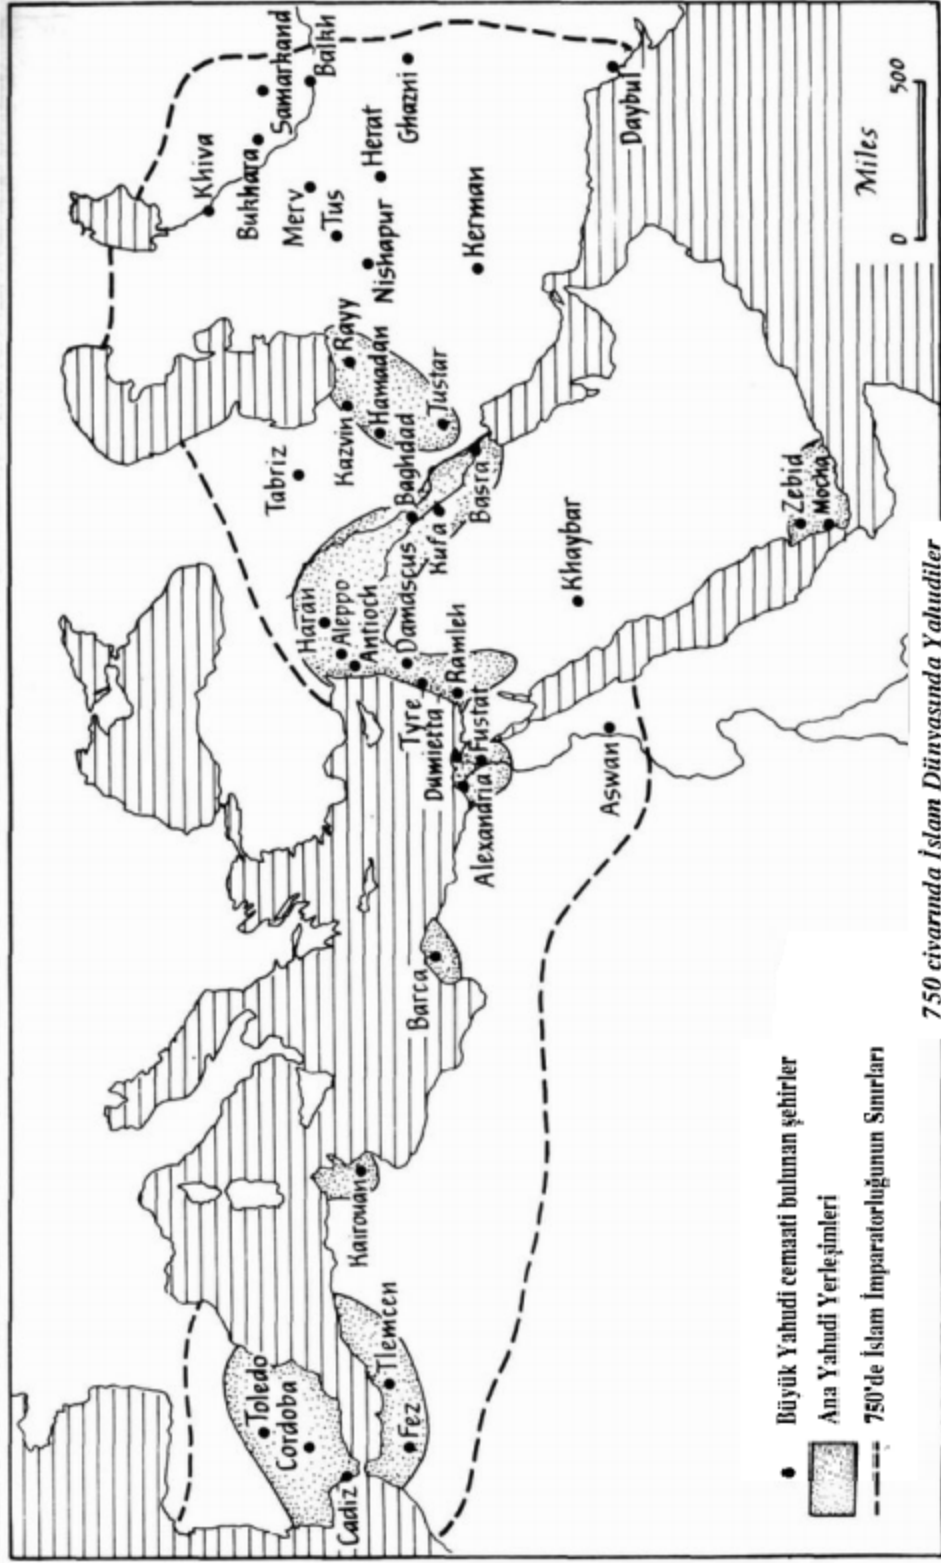 Toledo
Cordoba
Cadiz
Fez
Tlemcen
Kairouan
Barca
Alexandria
Dumietta
Fustat
Tyre
Ramleh
Damascus
Antioch
Aleppo
Haran
Aswan
Khaybar
Kufa
Baghdad
Basra
Zebid
Mocha
Tabriz
Kazvin
Hamadan
Rayy
Tustar
Nishapur
Kerman
Tus
Merv
Herat
Khiva
Bukhara
Samarkand
Balkh
Ghazni
Daybul
Büyük Yahudi cemaati bulunan şehirler
Ana Yahudi Yerleşimleri
750'de İslam İmparatorluğunun Sınırları
Miles
0 500
750 civarında İslam Dünyasında Yahudiler